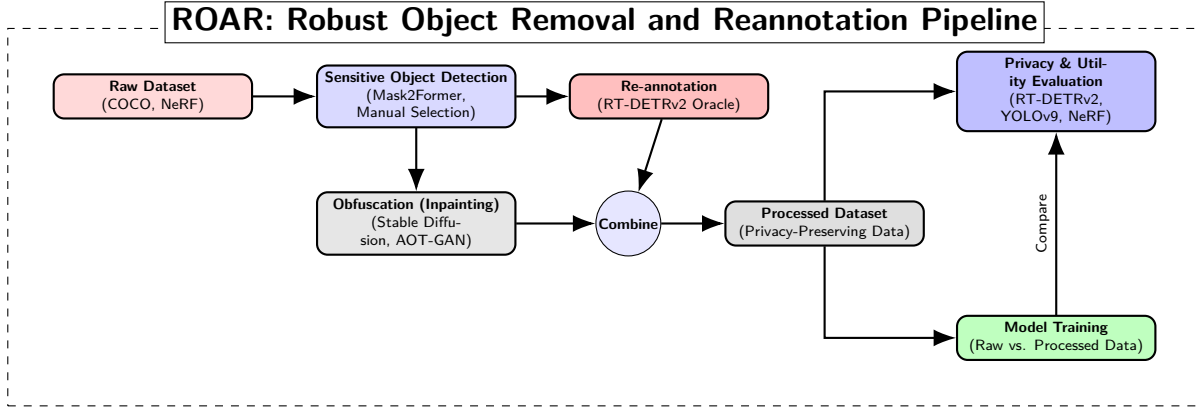 ROAR: Robust Object Removal and Reannotation Pipeline
Raw Dataset
(COCO, NeRF)
Sensitive Object Detection
(Mask2Former,
Manual Selection)
Re-annotation
(RT-DETRv2 Oracle)
Privacy & Util-
ity Evaluation
(RT-DETRv2,
YOLOv9, NeRF)
Obfuscation (Inpainting)
(Stable Diffu-
sion, AOT-GAN)
Combine
Processed Dataset
(Privacy-Preserving Data)
Compare
Model Training
(Raw vs. Processed Data)